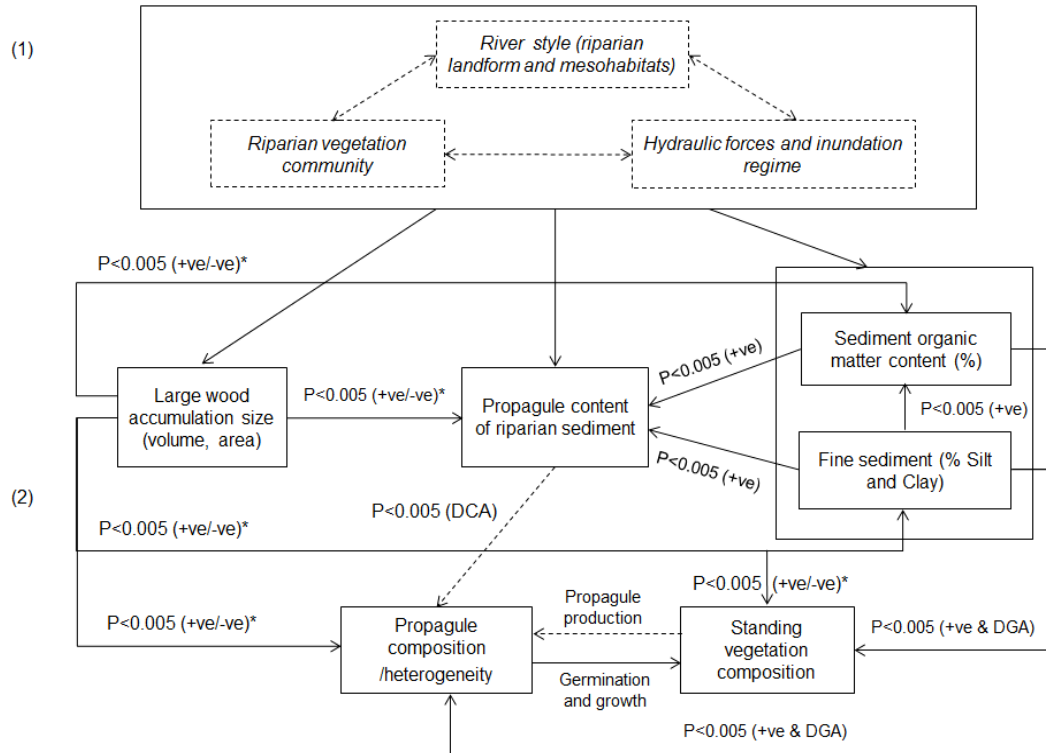 (1)
River style (riparian
landform and mesohabitats)
Riparian vegetation
community
Hydraulic forces and inundation
regime
P<0.005 (+ve/-ve)*
Sediment organic
matter content (%)
P<0.005 (+ve)
Large wood
accumulation size
(volume, area)
P<0.005 (+ve/-ve)*
Propagule content
of riparian sediment
P<0.005 (+ve)
P<0.005 (+ve)
Fine sediment (% Silt
and Clay)
(2)
P<0.005 (DCA)
P<0.005 (+ve/-ve)*
P<0.005 (+ve/-ve)*
P<0.005 (+ve/-ve)*
Propagule
production
Propagule
composition
/heterogeneity
Standing
vegetation
composition
P<0.005 (+ve & DGA)
Germination
and growth
P<0.005 (+ve & DGA)